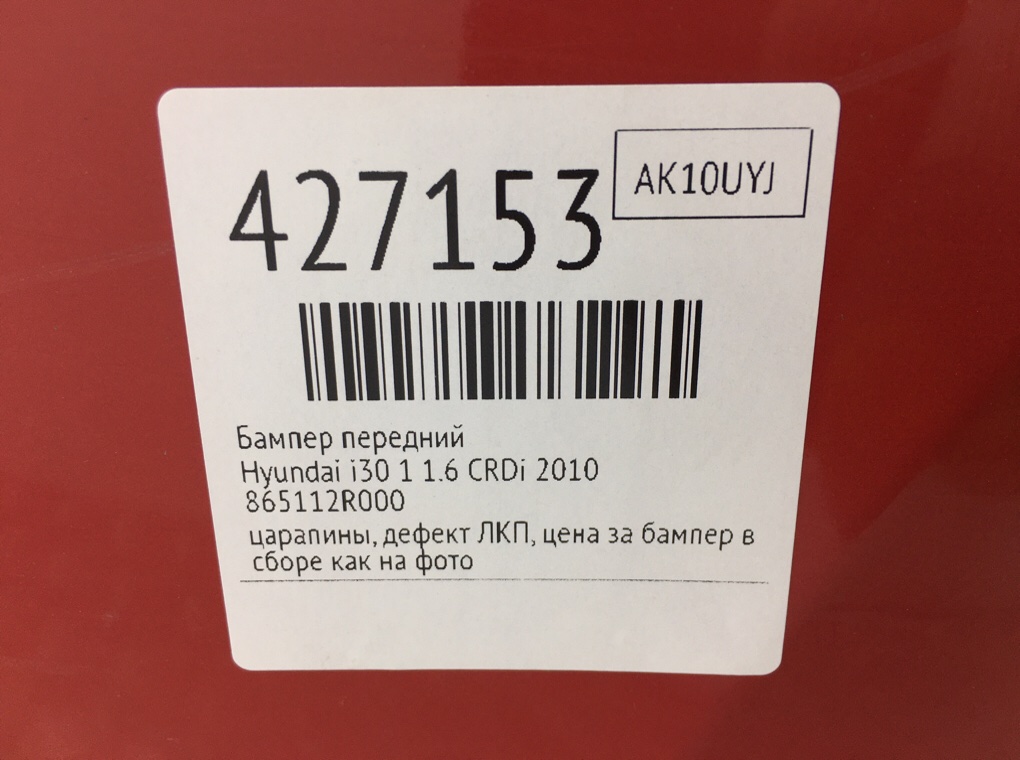 427153
AK10UYJ
Бампер передний
Hyundai i30 1 1.6 CRDi 2010
865112R000
царапины, дефект ЛКП, цена за бампер в
сборе как на фото